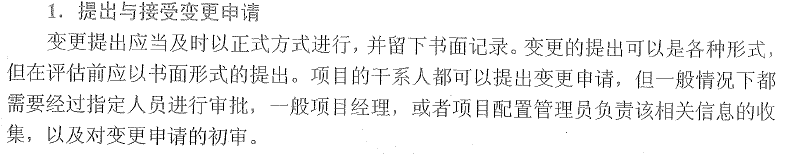 1．提出与接受变更申请
变更提出应当及时以正式方式进行，并留下书面记录。变更的提出可以是各种形式，
但在评估前应以书面形式的提出。项目的干系人都可以提出变更申请，但一般情况下都
需要经过指定人员进行审批，一般项目经理，或者项目配置管理员负责该相关信息的收
集，以及对变更申请的初审。